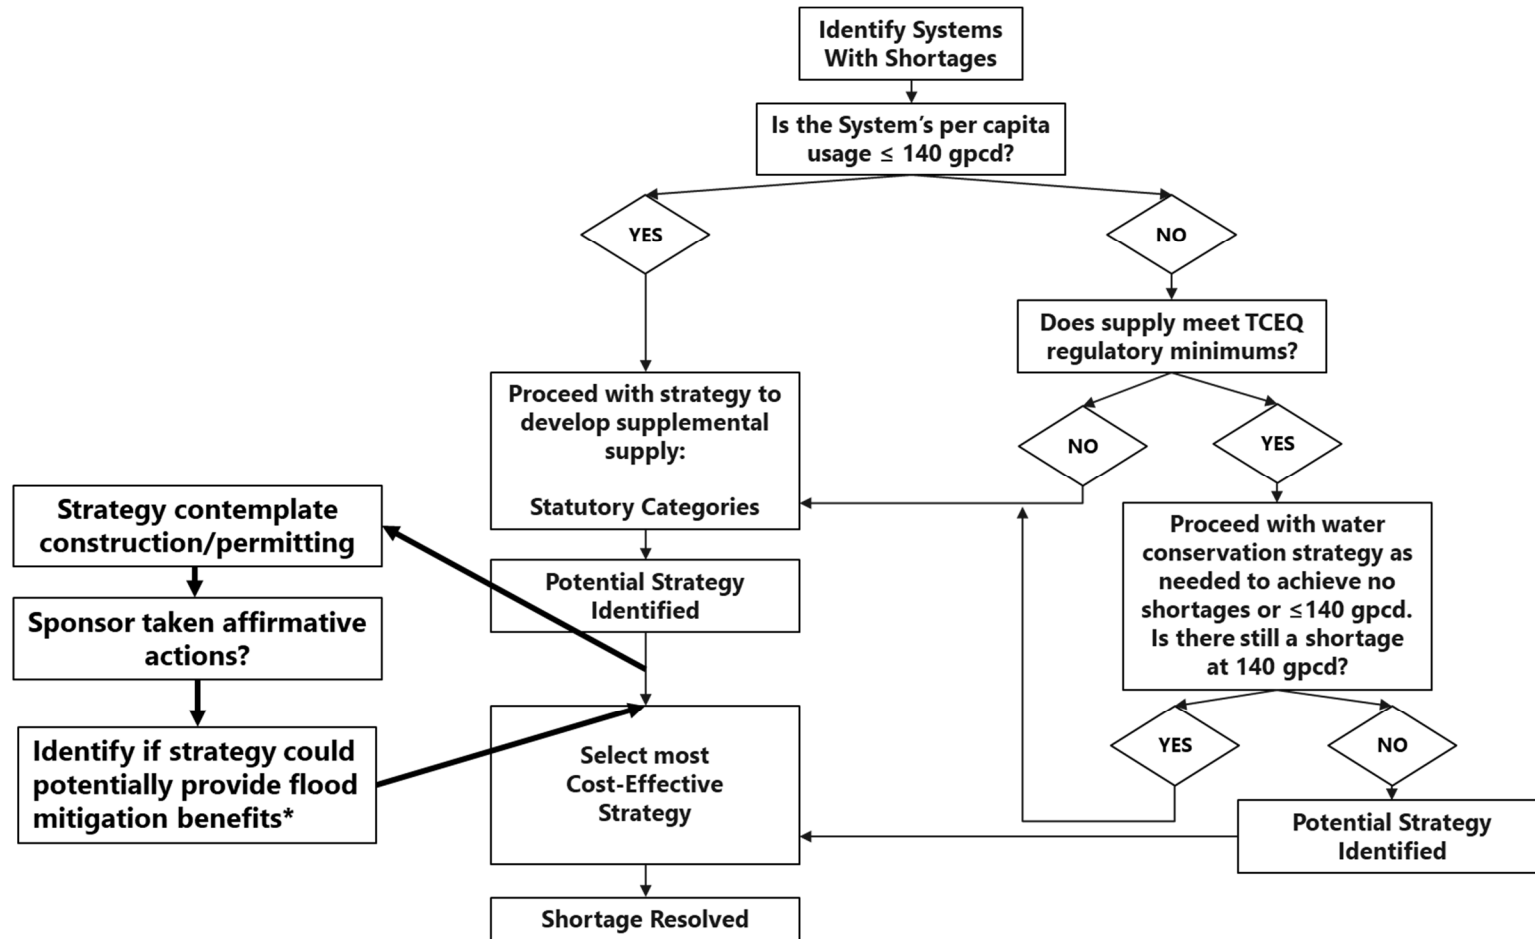 Identify Systems
With Shortages
Is the System’s per capita
usage ≤ 140 gpcd?
YES
NO
Does supply meet TCEQ
regulatory minimums?
NO
YES
Proceed with strategy to
develop supplemental
supply:
Statutory Categories
Proceed with water
conservation strategy as
needed to achieve no
shortages or ≤140 gpcd.
Is there still a shortage
at 140 gpcd?
YES
NO
Potential Strategy
Identified
Potential Strategy
Identified
Strategy contemplate
construction/permitting
Sponsor taken affirmative
actions?
Identify if strategy could
potentially provide flood
mitigation benefits*
Select most
Cost-Effective
Strategy
Shortage Resolved